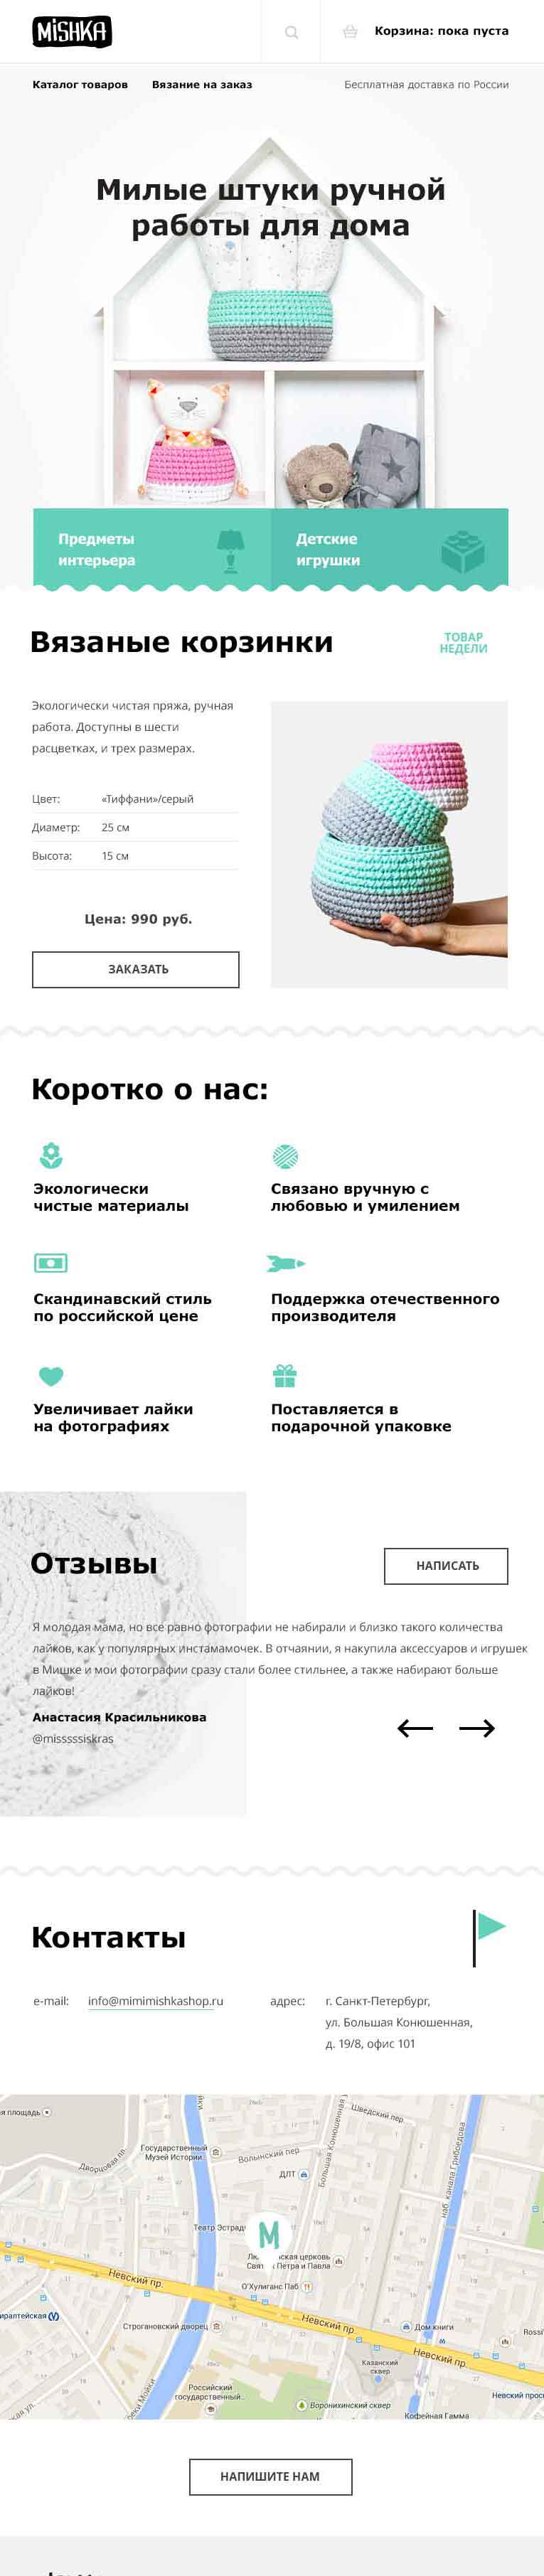 MiSHKA
Корзина: пока пуста
Каталог товаров Вязание на заказ Бесплатная доставка по России
Милые штуки ручной
работы для дома
Предметы
интерьера
Детские
игрушки
Вязаные корзинки
ТОВАР
НЕДЕЛИ
Экологически чистая пряжа, ручная
работа. Доступны в шести
расцветках, и трех размерах.
Цвет: «Тиффани»/серый
Диаметр: 25 см
Высота: 15 см
Цена: 990 руб.
ЗАКАЗАТЬ
Коротко о нас:
Экологически
чистые материалы
Связано вручную с
любовью и умилением
Скандинавский стиль
по российской цене
Поддержка отечественного
производителя
Увеличивает лайки
на фотографиях
Поставляется в
подарочной упаковке
Отзывы
НАПИСАТЬ
Я молодая мама, но все равно фотографии не набирали и близко такого количества
лайков, как у популярных инстамамочек. В отчаянии, я накупила аксессуаров и игрушек
в Мишке и мои фотографии сразу стали более стильнее, а также набирают больше
лайков!
Анастасия Красильникова
@misssssiskras
Контакты
e-mail: info@mimimishkashop.ru
адрес: г. Санкт-Петербург,
ул. Большая Конюшенная,
д. 19/8, офис 101
я площадь
Шведский пер.
Дворцовая пл.
Государственный
Музей Истории
Волынский пер
Большая Конюшенная
ДЛТ
наб. канала Грибоедова
Театр Эстрад
M
ская церковь
Свят Петра и Павла
О'Хулиганс Паб
Невский пр.
иралтейская
Строгановский дворец
Невский пр
Дом книги
Rossi
Невский пр.
Казанский
сквер
Российский
государственный..
наб. реки Мойки
Воронихинский сквер
Невский прос
Кофейная Гамма
НАПИШИТЕ НАМ